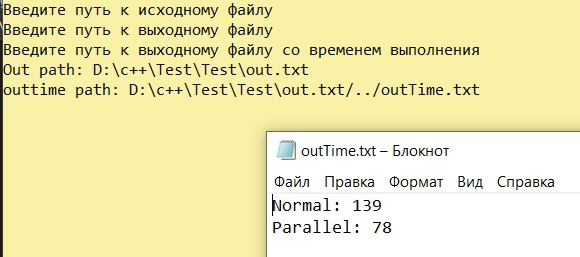 Введите путь к исходному файлу
Введите путь к выходному файлу
Введите путь к выходному файлу со временем выполнения
Out path: D:\c++\Test\Test\out.txt
outtime path: D:\c++\Test\Test\out.txt/../outTime.txt
outTime.txt – Блокнот
Файл Правка Формат Вид Справка
Normal: 139
Parallel: 78